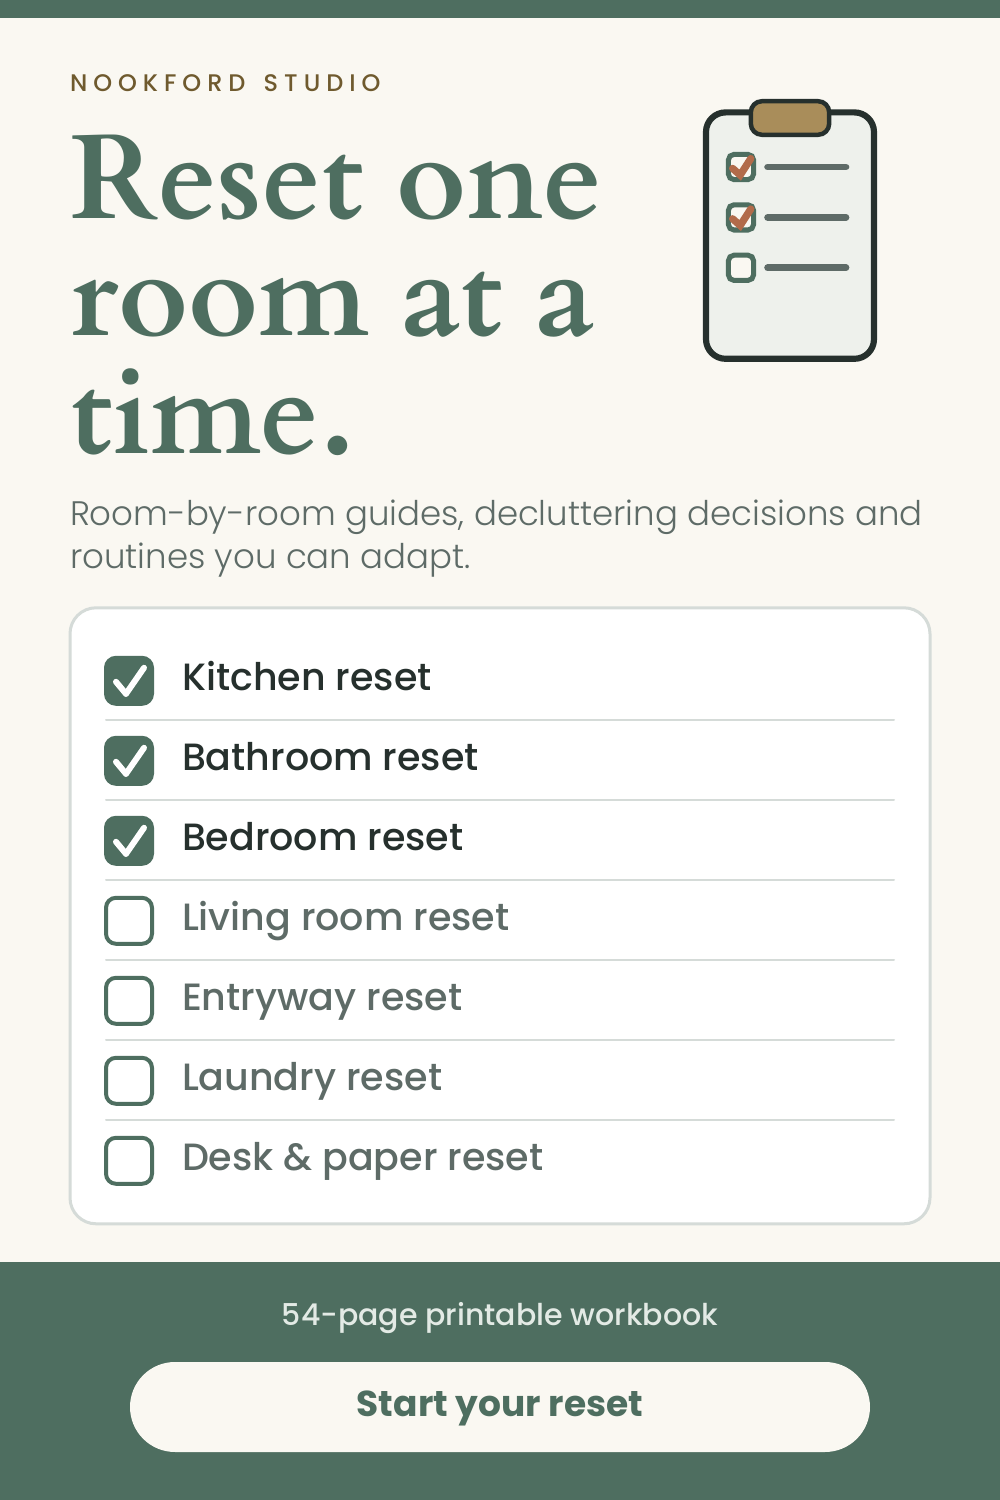 NOOKFORD STUDIO
Reset one
room at a
time.
Room-by-room guides, decluttering decisions and
routines you can adapt.
Kitchen reset
Bathroom reset
Bedroom reset
Living room reset
Entryway reset
Laundry reset
Desk & paper reset
54-page printable workbook
Start your reset